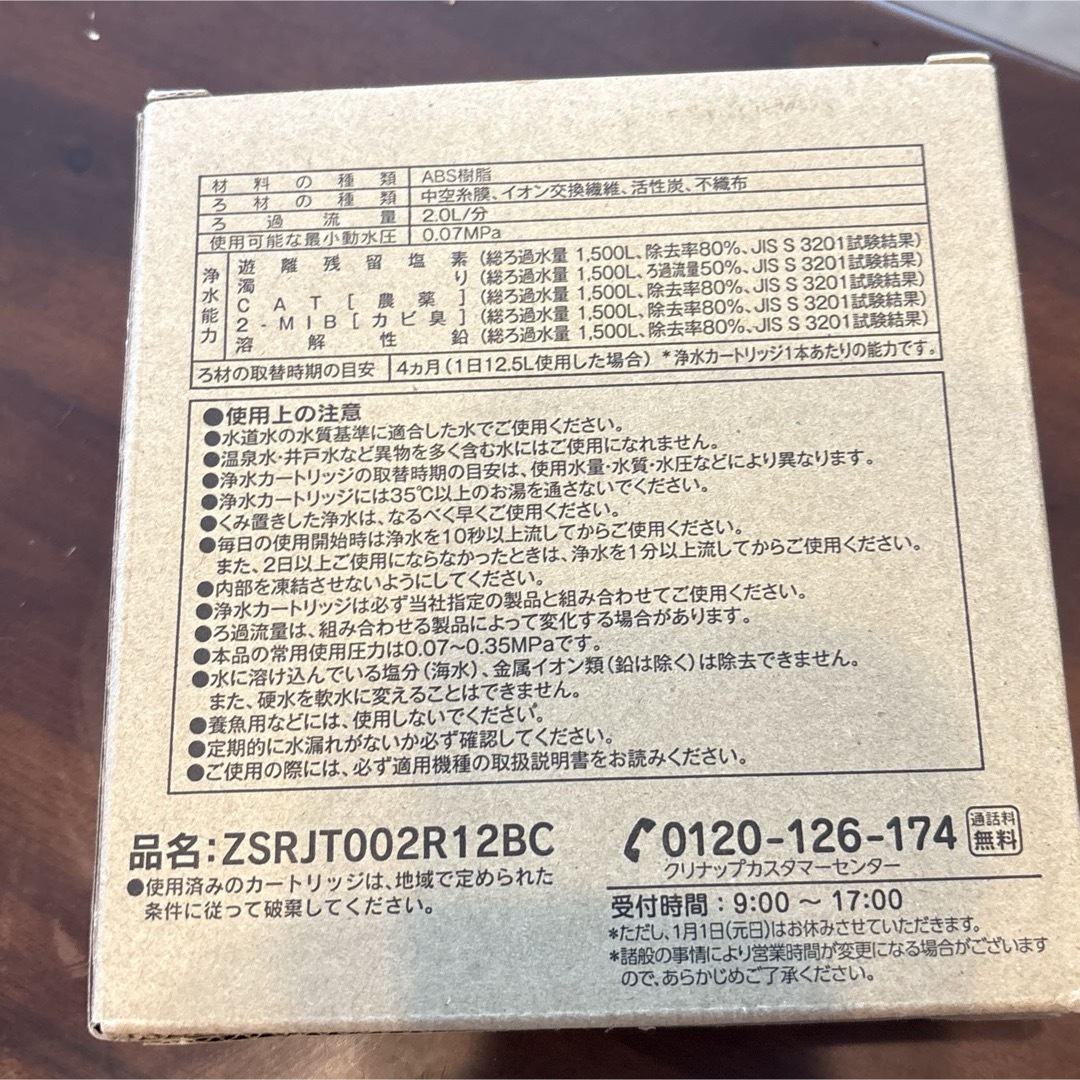 材料の種類 ABS樹脂
ろ材の種類 中空糸膜、イオン交換繊維、活性炭、不織布
ろ過流量 2.0L/分
使用可能な最小動水圧 0.07MPa
浄水能力
遊離残留塩素 (総ろ過水量 1,500L、除去率80%、JIS S 3201試験結果)
濁り (総ろ過水量 1,500L、ろ過流量50%、JIS S 3201試験結果)
CAT[農薬] (総ろ過水量 1,500L、除去率80%、JIS S 3201試験結果)
2-MIB[カビ臭] (総ろ過水量 1,500L、除去率80%、JIS S 3201試験結果)
溶解性鉛 (総ろ過水量 1,500L、除去率80%、JIS S 3201試験結果)
ろ材の取替時期の目安 4ヵ月(1日12.5L使用した場合) *浄水カートリッジ1本あたりの能力です。
●使用上の注意
●水道水の水質基準に適合した水でご使用ください。
●温泉水・井戸水など異物を多く含む水にはご使用になれません。
●浄水カートリッジの取替時期の目安は、使用水量・水質・水圧などにより異なります。
●浄水カートリッジには35℃以上のお湯を通さないでください。
●くみ置きした浄水は、なるべく早くご使用ください。
●毎日の使用開始時は浄水を10秒以上流してからご使用ください。
また、2日以上ご使用にならなかったときは、浄水を1分以上流してからご使用ください。
●内部を凍結させないようにしてください。
●浄水カートリッジは必ず当社指定の製品と組み合わせてご使用ください。
●ろ過流量は、組み合わせる製品によって変化する場合があります。
●本品の常用使用圧力は0.07〜0.35MPaです。
●水に溶け込んでいる塩分(海水)、金属イオン類(鉛は除く)は除去できません。
また、硬水を軟水に変えることはできません。
●養魚用などには、使用しないでください。
●定期的に水漏れがないか必ず確認してください。
●ご使用の際には、必ず適用機種の取扱説明書をお読みください。
品名:ZSRJT002R12BC
●使用済みのカートリッジは、地域で定められた
条件に従って破棄してください。
0120-126-174 通話料無料
クリナップカスタマーセンター
受付時間:9:00 〜 17:00
*ただし、1月1日(元日)はお休みさせていただきます。
*諸般の事情により営業時間が変更になる場合がございます
ので、あらかじめご了承ください。